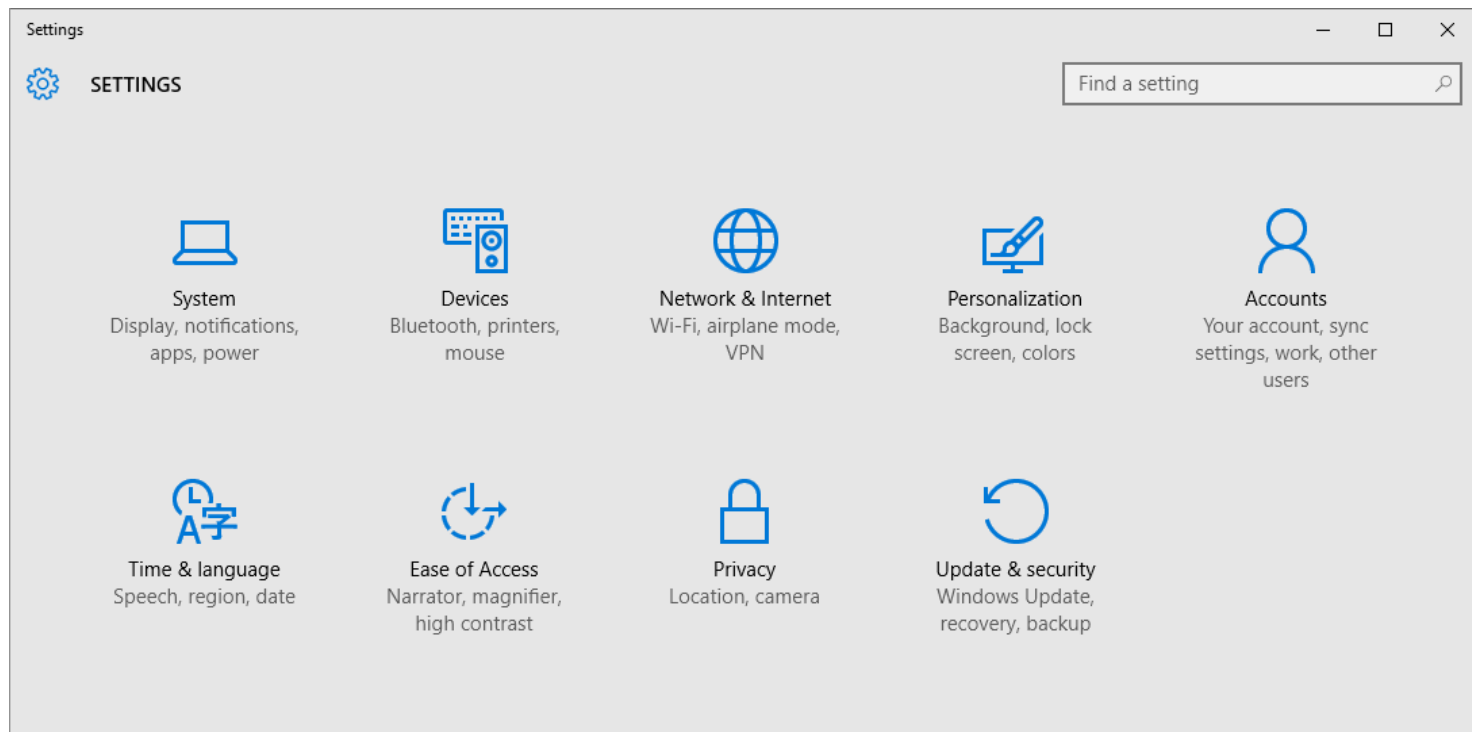 Settings
SETTINGS
Find a setting
System
Display, notifications,
apps, power
Devices
Bluetooth, printers,
mouse
Network & Internet
Wi-Fi, airplane mode,
VPN
Personalization
Background, lock
screen, colors
Accounts
Your account, sync
settings, work, other
users
A字
Time & language
Speech, region, date
Ease of Access
Narrator, magnifier,
high contrast
Privacy
Location, camera
Update & security
Windows Update,
recovery, backup